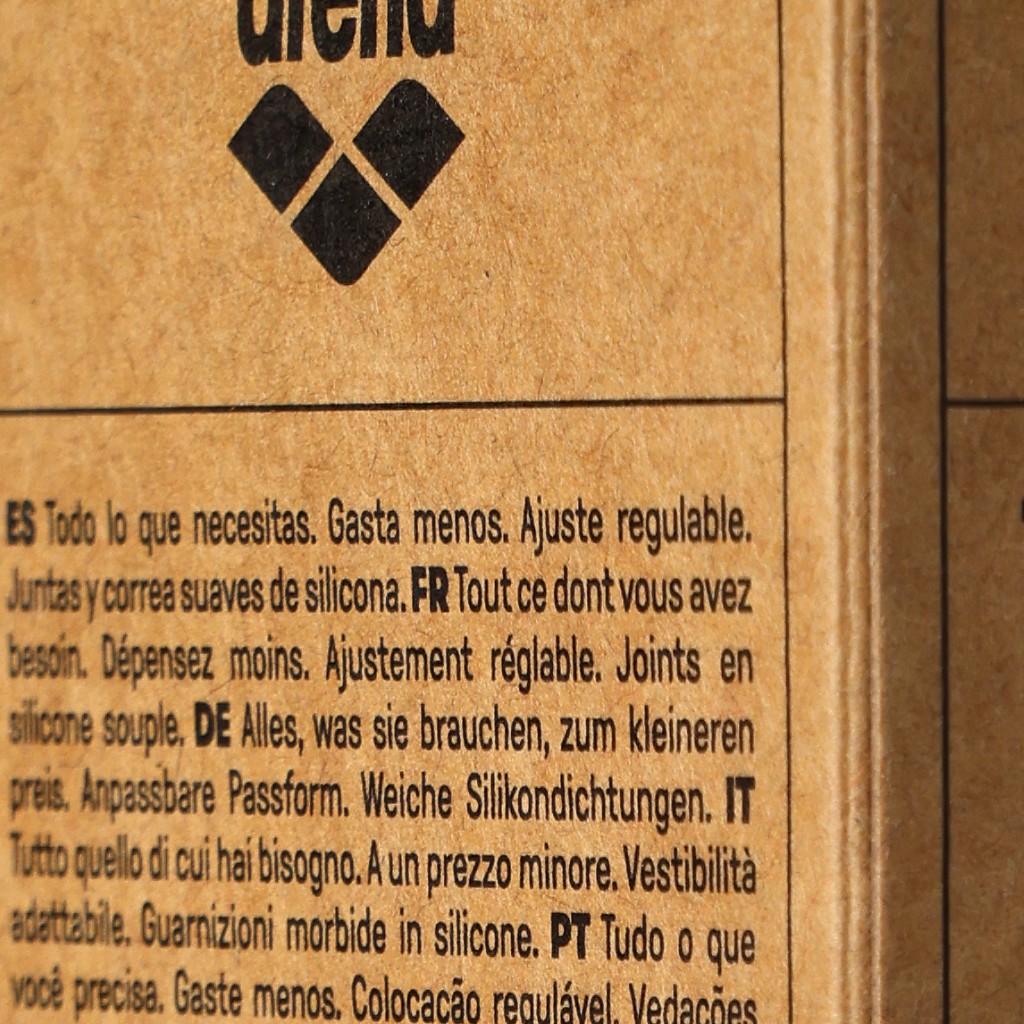 arena
ES Todo lo que necesitas. Gasta menos. Ajuste regulable.
Juntas y correa suaves de silicona. FR Tout ce dont vous avez
besoin. Dépensez moins. Ajustement réglable. Joints en
silicone souple. DE Alles, was sie brauchen, zum kleineren
preis. Anpassbare Passform. Weiche Silikondichtungen. IT
Tutto quello di cui hai bisogno. A un prezzo minore. Vestibilità
adattabile. Guarnizioni morbide in silicone. PT Tudo o que
você precisa. Gaste menos. Colocação regulável. Vedações